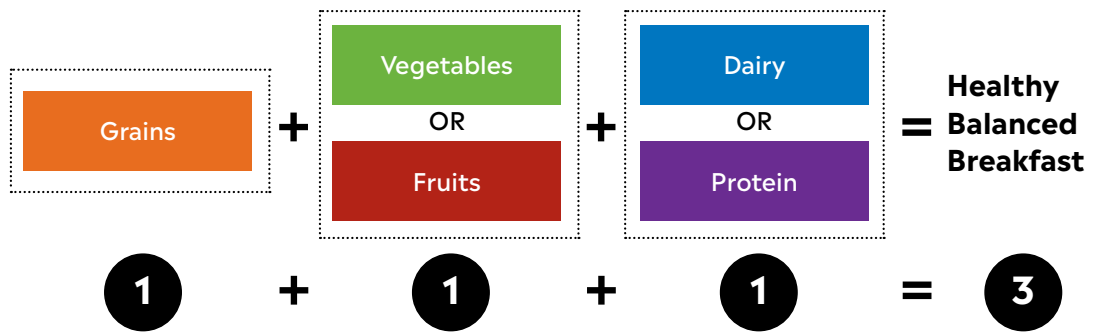 Grains
+
Vegetables
OR
Fruits
+
Dairy
OR
Protein
=
Healthy
Balanced
Breakfast
1 + 1 + 1 = 3